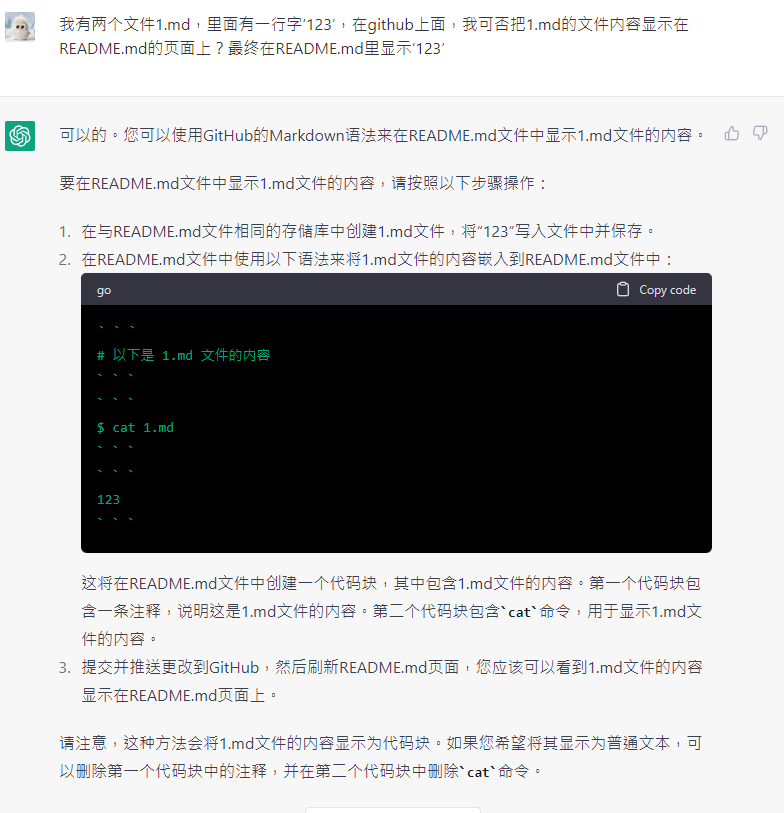 我有两个文件1.md，里面有一行字‘123’，在github上面，我可否把1.md的文件内容显示在
README.md的页面上？最终在README.md里显示‘123’
可以的。您可以使用GitHub的Markdown语法来在README.md文件中显示1.md文件的内容。
要在README.md文件中显示1.md文件的内容，请按照以下步骤操作：
1. 在与README.md文件相同的存储库中创建1.md文件，将“123”写入文件中并保存。
2. 在README.md文件中使用以下语法来将1.md文件的内容嵌入到README.md文件中：
go Copy code
` ` `
# 以下是 1.md 文件的内容
` ` `
` ` `
$ cat 1.md
` ` `
` ` `
123
` ` `
这将在README.md文件中创建一个代码块，其中包含1.md文件的内容。第一个代码块包
含一条注释，说明这是1.md文件的内容。第二个代码块包含`cat`命令，用于显示1.md文
件的内容。
3. 提交并推送更改到GitHub，然后刷新README.md页面，您应该可以看到1.md文件的内容
显示在README.md页面上。
请注意，这种方法会将1.md文件的内容显示为代码块。如果您希望将其显示为普通文本，可
以删除第一个代码块中的注释，并在第二个代码块中删除`cat`命令。